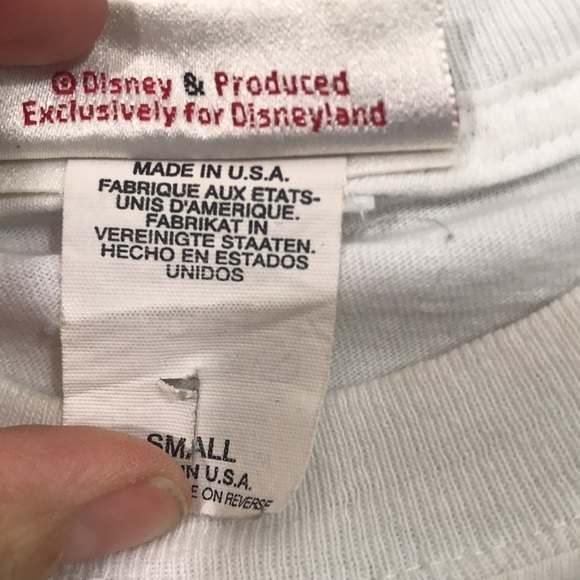 © Disney & Produced
Exclusively for Disneyland
MADE IN U.S.A.
FABRIQUE AUX ETATS-
UNIS D'AMERIQUE.
FABRIKAT IN
VEREINIGTE STAATEN.
HECHO EN ESTADOS
UNIDOS
SMALL
IN U.S.A.
ON REVERSE